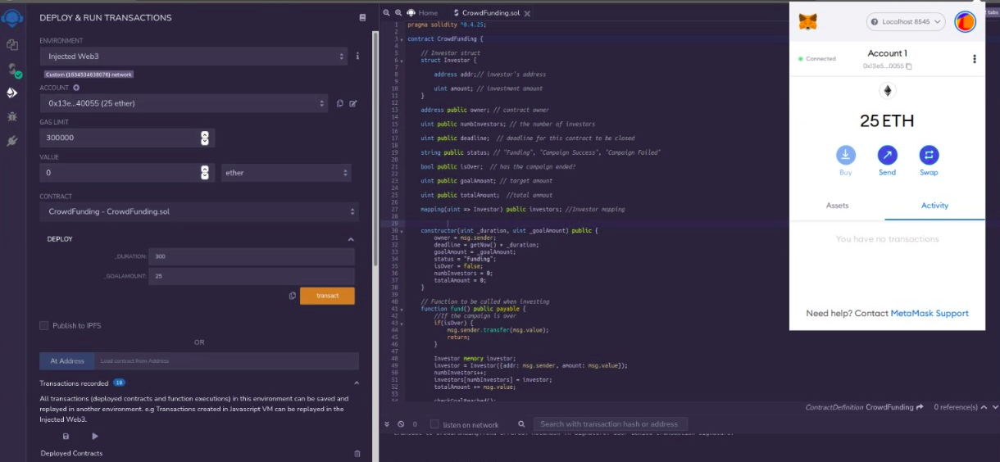 DEPLOY & RUN TRANSACTIONS
ENVIRONMENT
Injected Web3
Custom (1634534638076) network
ACCOUNT
0x13e...40055 (25 ether)
GAS LIMIT
300000
VALUE
0
ether
CONTRACT
CrowdFunding - CrowdFunding.sol
DEPLOY
_DURATION: 300
_GOALAMOUNT: 25
transact
Publish to IPFS
OR
At Address
Load contract from Address
Transactions recorded 18
All transactions (deployed contracts and function executions) in this environment can be saved and
replayed in another environment. e.g Transactions created in Javascript VM can be replayed in the
Injected Web3.
Deployed Contracts
Home
CrowdFunding.sol
1 pragma solidity ^0.4.25;
2
3 contract CrowdFunding {
4
5 // Investor struct
6 struct Investor {
7
8 address addr;// investor's address
9
10 uint amount; // investment amount
11 }
12
13 address public owner; // contract owner
14
15 uint public numbInvestors; // the number of investors
16
17 uint public deadline; // deadline for this contract to be closed
18
19 string public status; // "Funding", "Campaign Success", "Campaign Failed"
20
21 bool public isOver; // has the campaign ended?
22
23 uint public goalAmount; // target amount
24
25 uint public totalAmount; //total ammout
26
27 mapping(uint => Investor) public investors; //Investor mapping
28
29
30 constructor(uint _duration, uint _goalAmount) public {
31 owner = msg.sender;
32 deadline = getNow() + _duration;
33 goalAmount = _goalAmount;
34 status = "Funding";
35 isOver = false;
36 numbInvestors = 0;
37 totalAmount = 0;
38 }
39
40 // Function to be called when investing
41 function fund() public payable {
42 //If the campaign is over
43 if(isOver) {
44 msg.sender.transfer(msg.value);
45 return;
46 }
47
48 Investor memory investor;
49 investor = Investor({addr: msg.sender, amount: msg.value});
50 numbInvestors++;
51 investors[numbInvestors] = investor;
52 totalAmount += msg.value;
53
54 checkGoalReached();
ContractDefinition CrowdFunding
0 reference(s)
0
listen on network
Search with transaction hash or address
tabs
Localhost 8545
Connected
Account 1
0x13e5...0055
25 ETH
Buy
Send
Swap
Assets
Activity
You have no transactions
Need help? Contact MetaMask Support